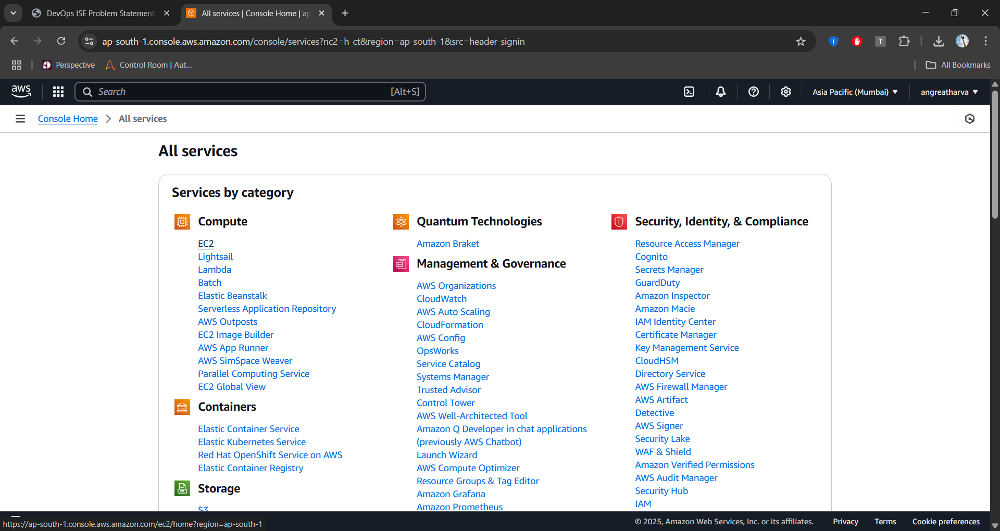 DevOps ISE Problem Statement
All services | Console Home | ap
ap-south-1.console.aws.amazon.com/console/services?nc2=h_ct&region=ap-south-1&src=header-signin
T
Perspective
Control Room | Aut...
All Bookmarks
aws
Search
[Alt+S]
Asia Pacific (Mumbai)
angreatharva
Console Home
All services
All services
Services by category
Compute
EC2
Lightsail
Lambda
Batch
Elastic Beanstalk
Serverless Application Repository
AWS Outposts
EC2 Image Builder
AWS App Runner
AWS SimSpace Weaver
Parallel Computing Service
EC2 Global View
Containers
Elastic Container Service
Elastic Kubernetes Service
Red Hat OpenShift Service on AWS
Elastic Container Registry
Storage
S3
Quantum Technologies
Amazon Braket
Management & Governance
AWS Organizations
CloudWatch
AWS Auto Scaling
CloudFormation
AWS Config
OpsWorks
Service Catalog
Systems Manager
Trusted Advisor
Control Tower
AWS Well-Architected Tool
Amazon Q Developer in chat applications
(previously AWS Chatbot)
Launch Wizard
AWS Compute Optimizer
Resource Groups & Tag Editor
Amazon Grafana
Amazon Prometheus
Security, Identity, & Compliance
Resource Access Manager
Cognito
Secrets Manager
GuardDuty
Amazon Inspector
Amazon Macie
IAM Identity Center
Certificate Manager
Key Management Service
CloudHSM
Directory Service
AWS Firewall Manager
AWS Artifact
Detective
AWS Signer
Security Lake
WAF & Shield
Amazon Verified Permissions
AWS Audit Manager
Security Hub
IAM
https://ap-south-1.console.aws.amazon.com/ec2/home?region=ap-south-1
© 2025, Amazon Web Services, Inc. or its affiliates.
Privacy
Terms
Cookie preferences